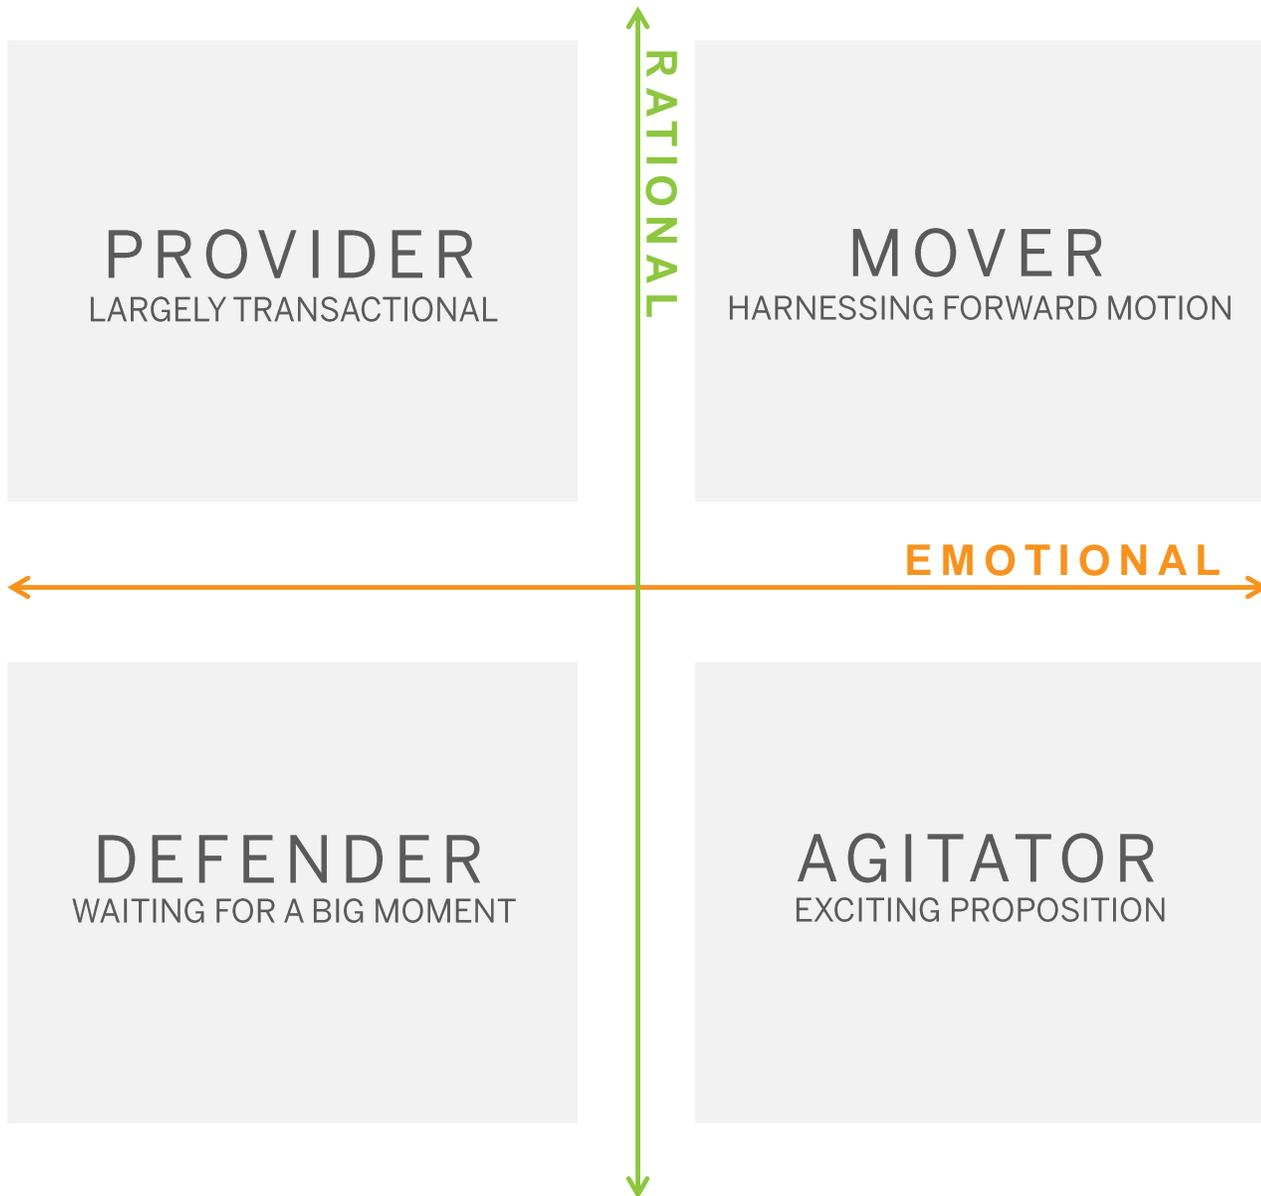 RATIONAL
PROVIDER
LARGELY TRANSACTIONAL
MOVER
HARNESSING FORWARD MOTION
EMOTIONAL
DEFENDER
WAITING FOR A BIG MOMENT
AGITATOR
EXCITING PROPOSITION